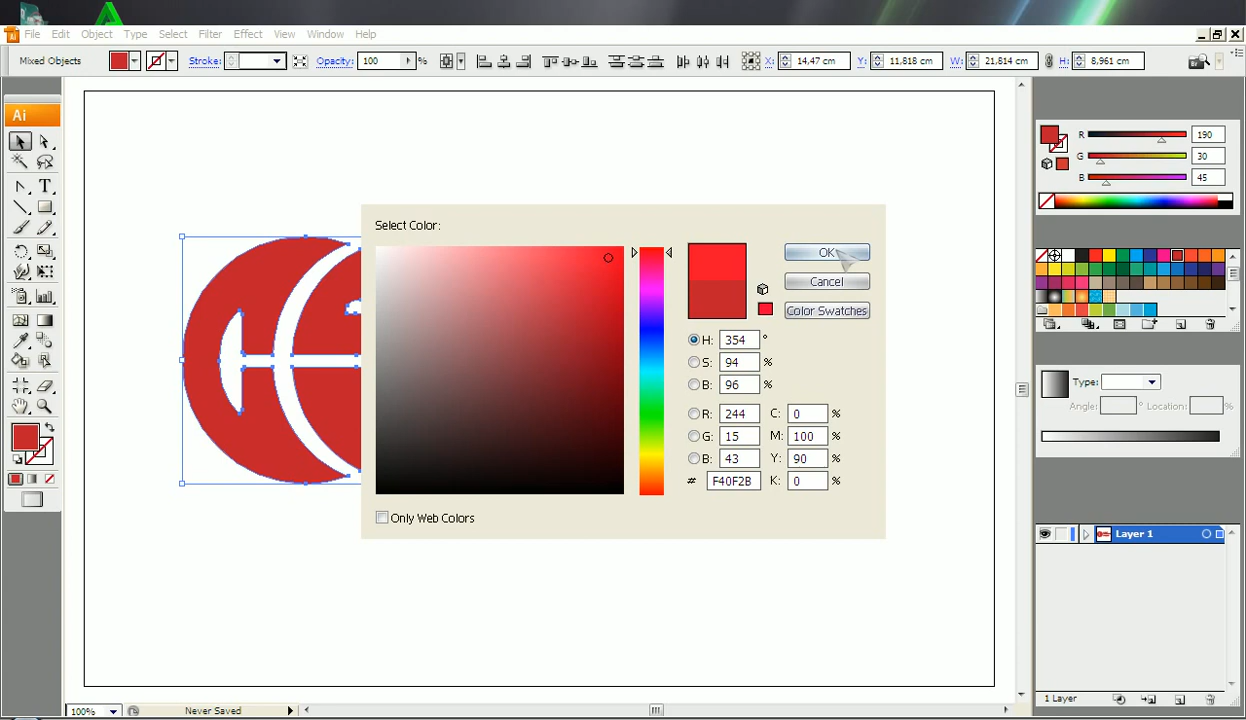 Ai File Edit Object Type Select Filter Effect View Window Help
Mixed Objects Stroke: Opacity: 100 % X: 14,47 cm Y: 11,818 cm W: 21,814 cm H: 8,961 cm
Ai
R 190
G 30
B 45
Select Color:
OK
Cancel
Color Swatches
H: 354 °
S: 94 %
B: 96 %
R: 244 C: 0 %
G: 15 M: 100 %
B: 43 Y: 90 %
# F40F2B K: 0 %
Only Web Colors
Type:
Angle: ° Location: %
Layer 1
1 Layer
100% Never Saved